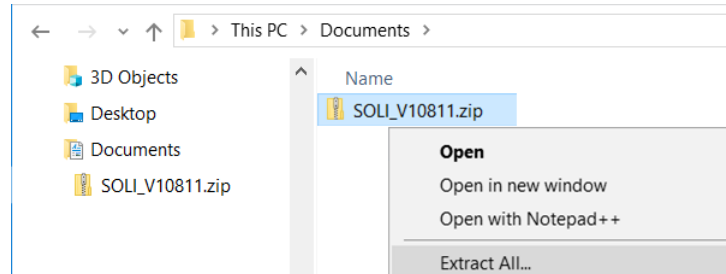 This PC > Documents >
3D Objects
Desktop
Documents
SOLI_V10811.zip
Name
SOLI_V10811.zip
Open
Open in new window
Open with Notepad++
Extract All...